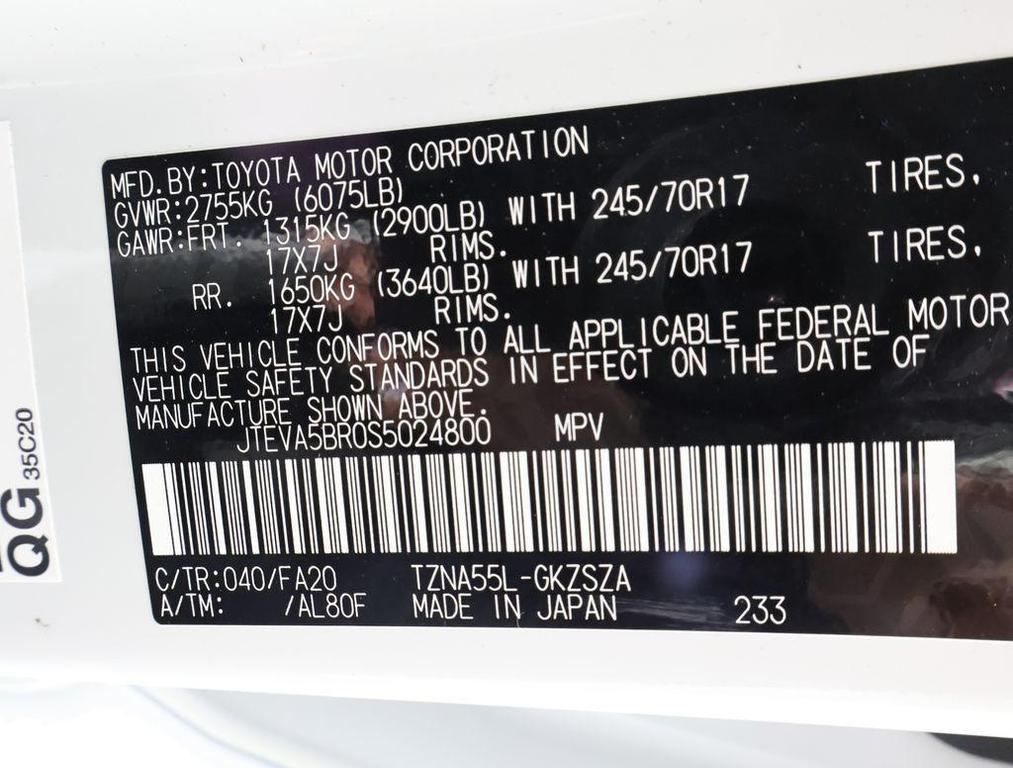 MFD.BY:TOYOTA MOTOR CORPORATION
GVWR:2755KG (6075LB)
GAWR:FRT. 1315KG (2900LB) WITH 245/70R17 TIRES,
17X7J RIMS.
RR. 1650KG (3640LB) WITH 245/70R17 TIRES,
17X7J RIMS.
THIS VEHICLE CONFORMS TO ALL APPLICABLE FEDERAL MOTOR
VEHICLE SAFETY STANDARDS IN EFFECT ON THE DATE OF
MANUFACTURE SHOWN ABOVE.
JTEVA5BR0S5024800 MPV
C/TR:040/FA20 TZNA55L-GKZSZA
A/TM: /AL80F MADE IN JAPAN 233
QG 35C20